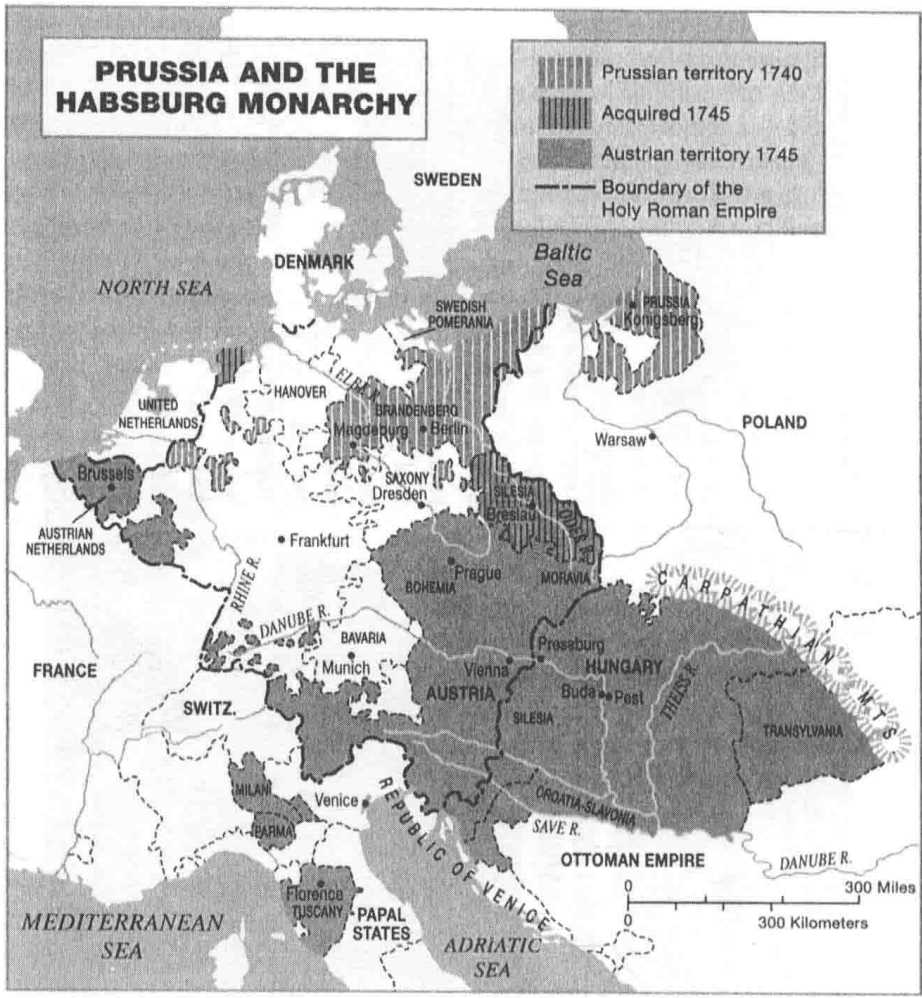 PRUSSIA AND THE
HABSBURG MONARCHY
Prussian territory 1740
Acquired 1745
Austrian territory 1745
Boundary of the
Holy Roman Empire
SWEDEN
Baltic
Sea
DENMARK
NORTH SEA
SWEDISH
POMERANIA
PRUSSIA
Konigsberg
ELBE R.
HANOVER
UNITED
NETHERLANDS
BRANDENBERG
Magdeburg
Berlin
POLAND
Warsaw
Brussels
SAXONY
Dresden
SILESIA
Breslau
ODER R.
AUSTRIAN
NETHERLANDS
Frankfurt
Prague
BOHEMIA
MORAVIA
CARPATHIAN MTS
RHINE R.
DANUBE R.
BAVARIA
Munich
Pressburg
Vienna
HUNGARY
THEISS R.
FRANCE
AUSTRIA
Buda
Pest
SWITZ.
SILESIA
TRANSYLVANIA
MILANI
Venice
REPUBLIC OF VENICE
CROATIA-SLAVONIA
SAVE R.
PARMA
OTTOMAN EMPIRE
DANUBE R.
Florence
TUSCANY
PAPAL
STATES
0
300 Miles
0
300 Kilometers
MEDITERRANEAN
SEA
ADRIATIC
SEA